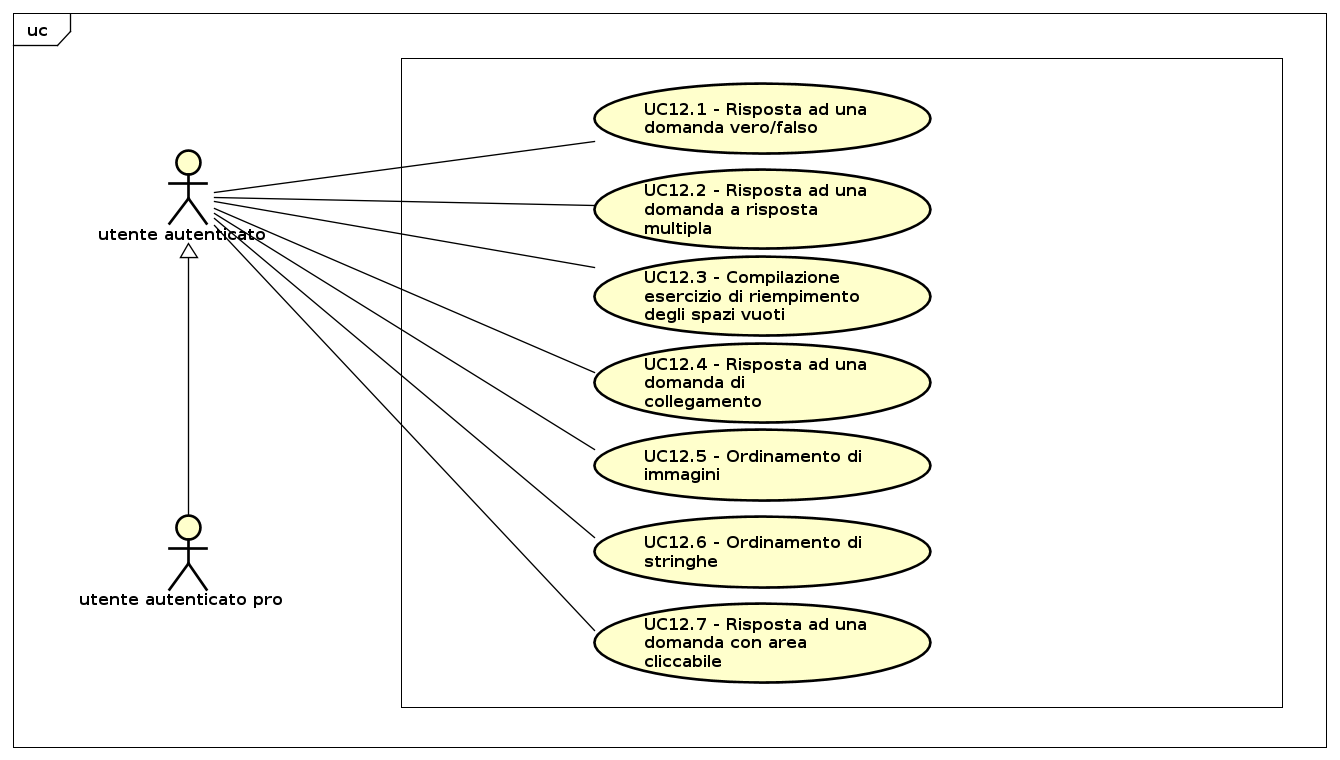 uc
UC12.1 - Risposta ad una
domanda vero/falso
utente autenticato
UC12.2 - Risposta ad una
domanda a risposta
multipla
UC12.3 - Compilazione
esercizio di riempimento
degli spazi vuoti
UC12.4 - Risposta ad una
domanda di
collegamento
UC12.5 - Ordinamento di
immagini
UC12.6 - Ordinamento di
stringhe
utente autenticato pro
UC12.7 - Risposta ad una
domanda con area
cliccabile